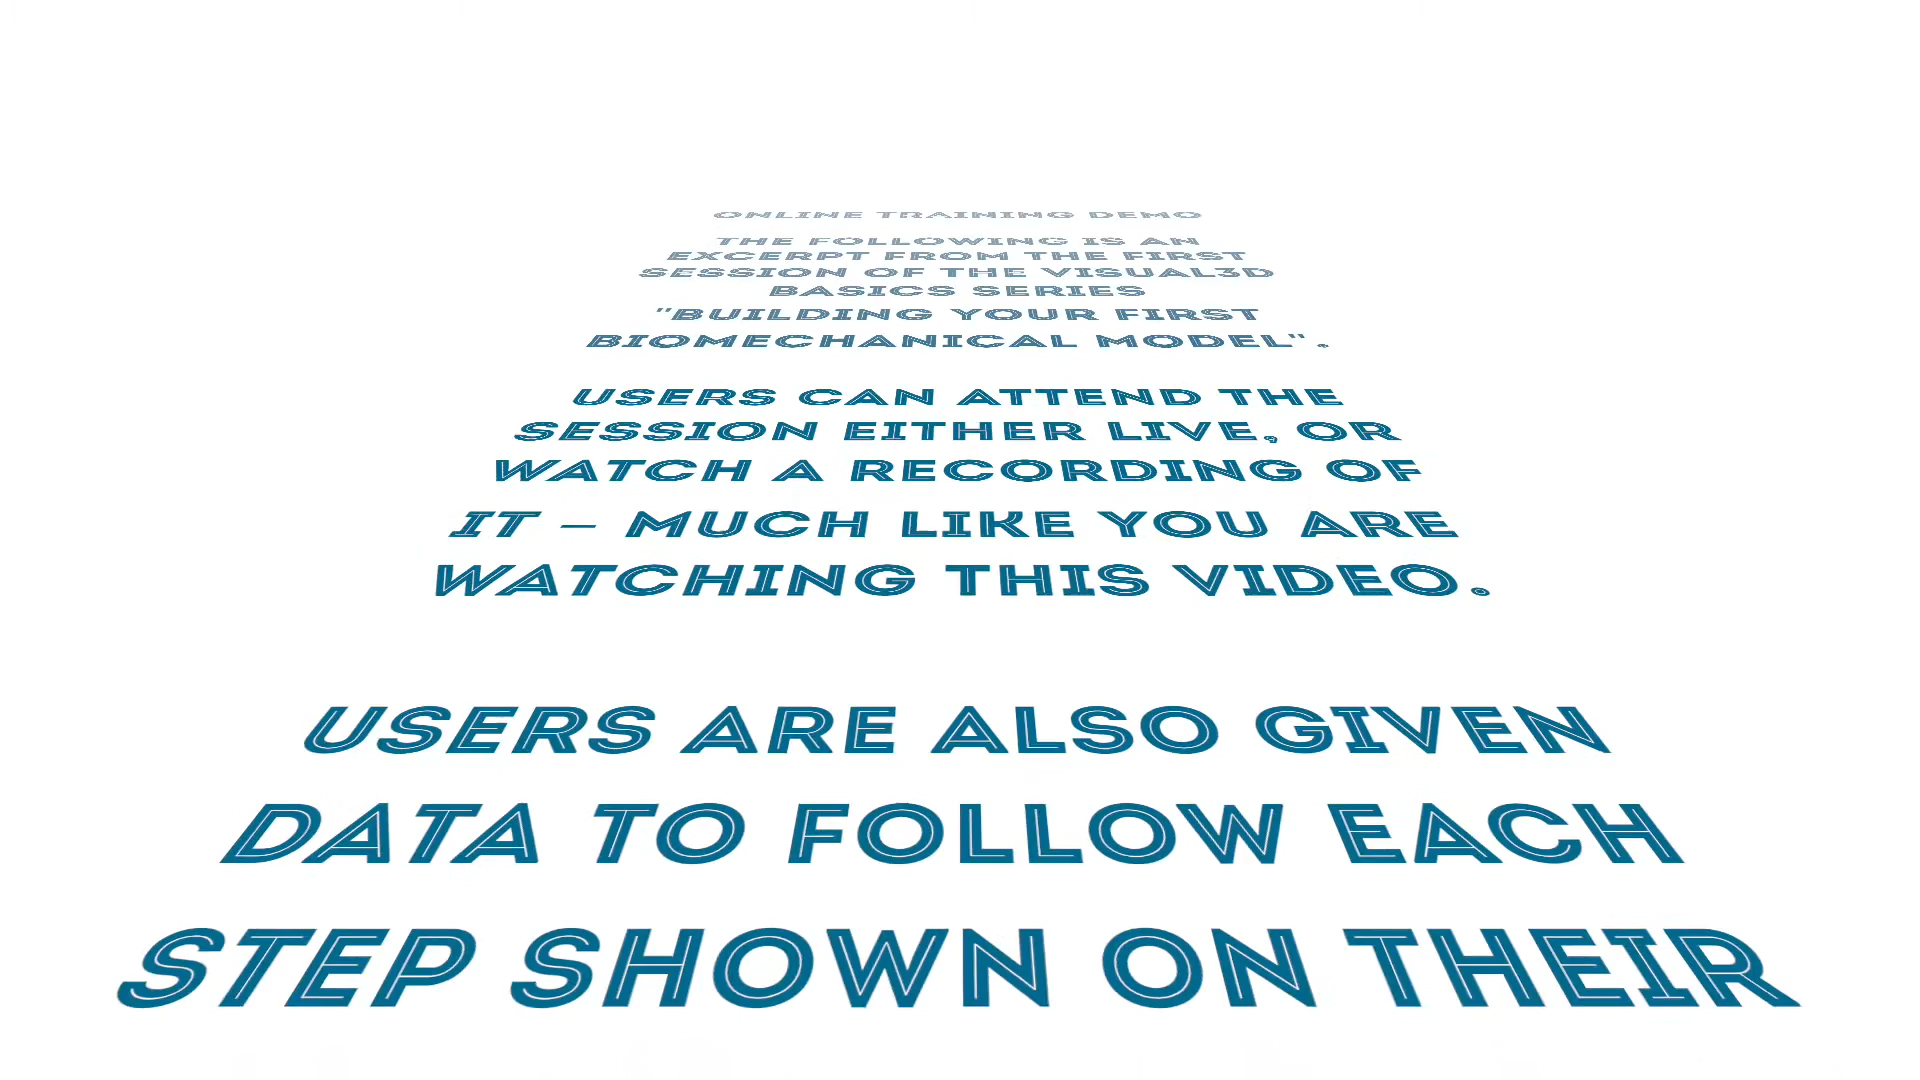 ONLINE TRAINING DEMO
THE FOLLOWING IS AN
EXCERPT FROM THE FIRST
SESSION OF THE VISUAL3D
BASICS SERIES
"BUILDING YOUR FIRST
BIOMECHANICAL MODEL".
USERS CAN ATTEND THE
SESSION EITHER LIVE, OR
WATCH A RECORDING OF
IT – MUCH LIKE YOU ARE
WATCHING THIS VIDEO.
USERS ARE ALSO GIVEN
DATA TO FOLLOW EACH
STEP SHOWN ON THEIR